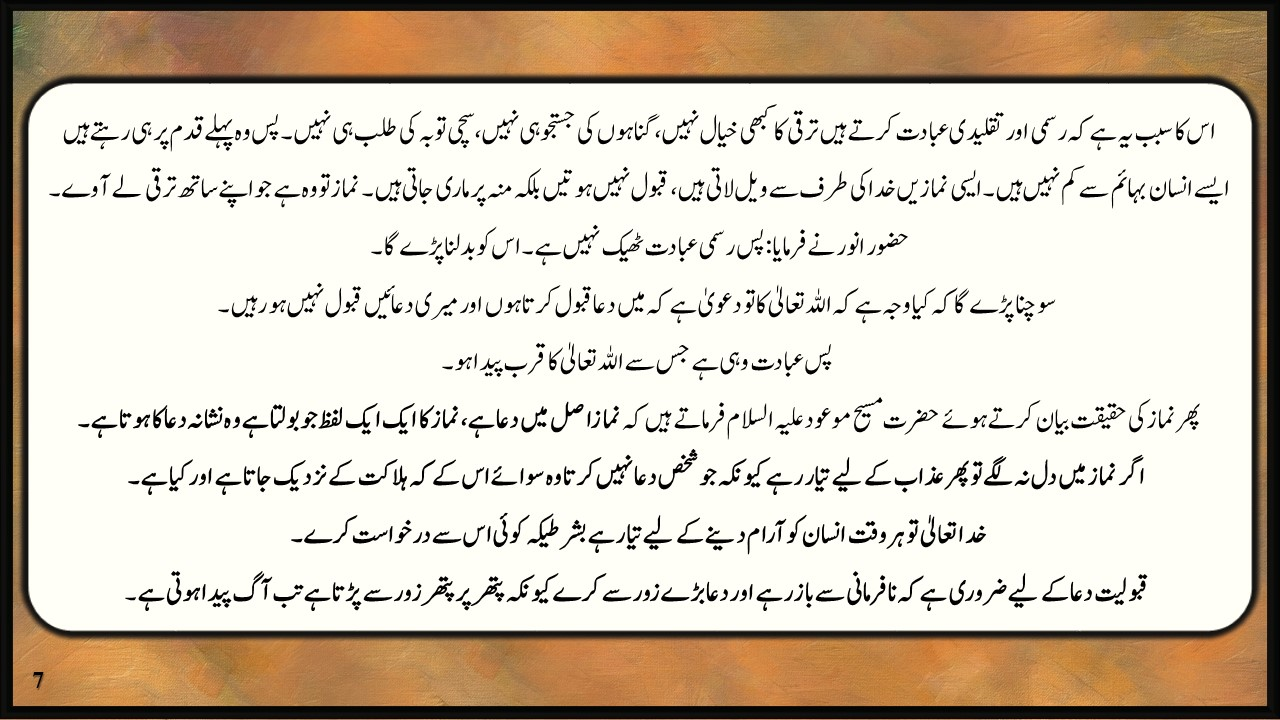 اس کا سبب یہ ہے کہ رسمی اور تقلیدی عبادت کرتے ہیں ترقی کا کبھی خیال نہیں، گناہوں کی جستجو ہی نہیں، سچی توبہ کی طلب ہی نہیں۔ پس وہ پہلے قدم پر ہی رہتے ہیں
ایسے انسان بہائم سے کم نہیں ہیں۔ ایسی نمازیں خدا کی طرف سے ویل لاتی ہیں، قبول نہیں ہوتیں بلکہ منہ پر ماری جاتی ہیں۔ نماز تو وہ ہے جو اپنے ساتھ ترقی لے آوے۔
حضور انور نے فرمایا: پس رسمی عبادت ٹھیک نہیں ہے۔ اس کو بدلنا پڑے گا۔
سوچنا پڑے گا کہ کیا وجہ ہے کہ اللہ تعالیٰ کا تو دعویٰ ہے کہ میں دعا قبول کرتا ہوں اور میری دعائیں قبول نہیں ہو رہیں۔
پس عبادت وہی ہے جس سے اللہ تعالیٰ کا قرب پیدا ہو۔
پھر نماز کی حقیقت بیان کرتے ہوئے حضرت مسیح موعود علیہ السلام فرماتے ہیں کہ نماز اصل میں دعا ہے، نماز کا ایک ایک لفظ جو بولتا ہے وہ نشانہ دعا کا ہوتا ہے۔
اگر نماز میں دل نہ لگے تو پھر عذاب کے لیے تیار رہے کیونکہ جو شخص دعا نہیں کرتا وہ سوائے اس کے کہ ہلاکت کے نزدیک جاتا ہے اور کیا ہے۔
خدا تعالیٰ تو ہر وقت انسان کو آرام دینے کے لیے تیار ہے بشرطیکہ کوئی اس سے درخواست کرے۔
قبولیت دعا کے لیے ضروری ہے کہ نافرمانی سے باز رہے اور دعا بڑے زور سے کرے کیونکہ پتھر پر پتھر زور سے پڑتا ہے تب آگ پیدا ہوتی ہے۔
7